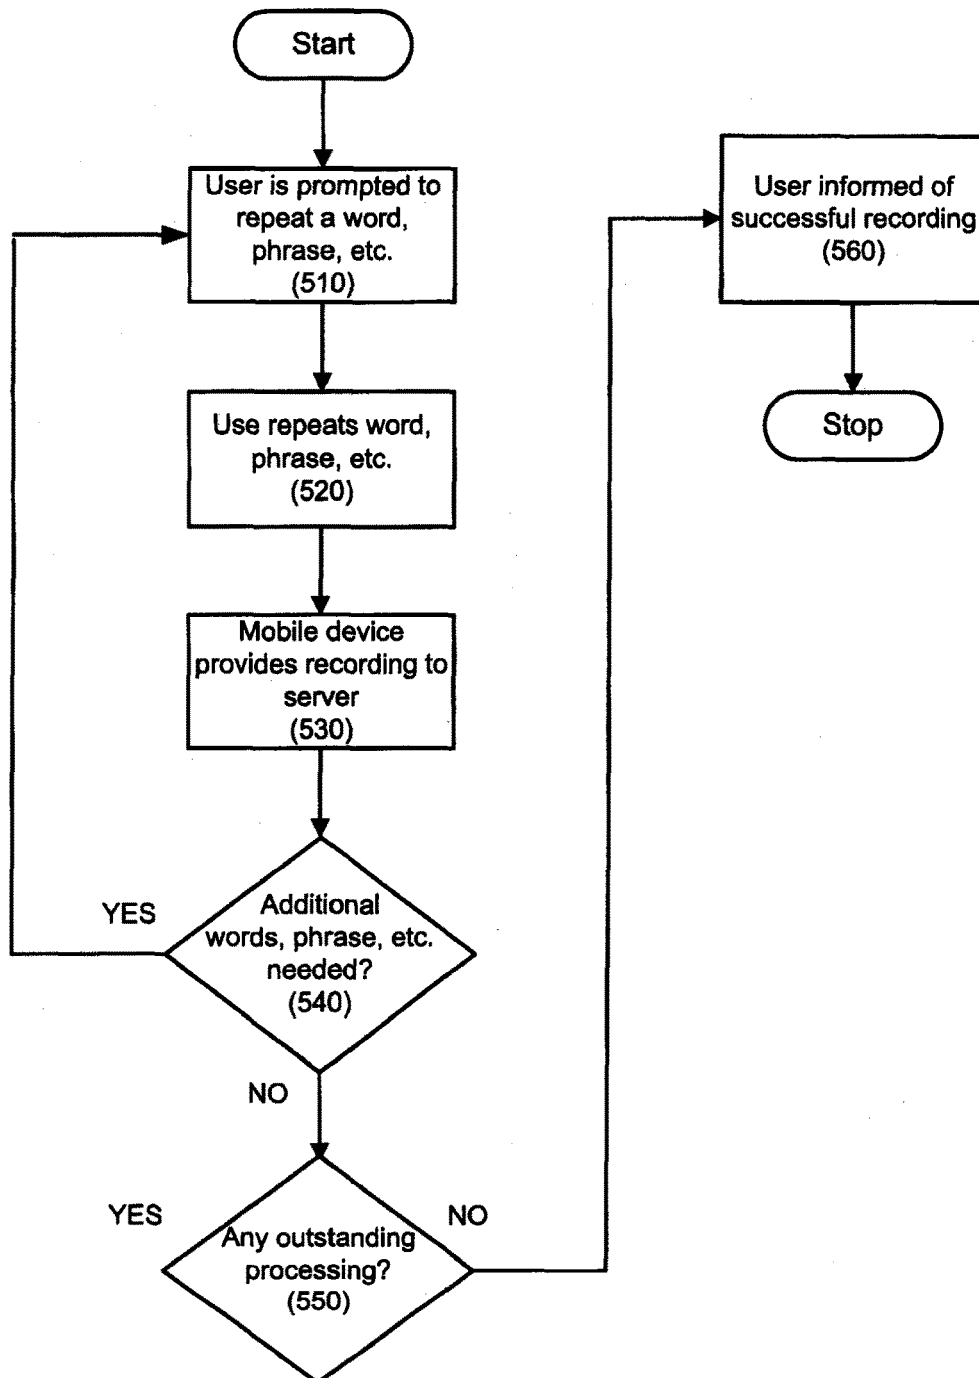 Start
User is prompted to
repeat a word,
phrase, etc.
(510)
Use repeats word,
phrase, etc.
(520)
Mobile device
provides recording to
server
(530)
YES
Additional
words, phrase, etc.
needed?
(540)
NO
YES
NO
Any outstanding
processing?
(550)
User informed of
successful recording
(560)
Stop